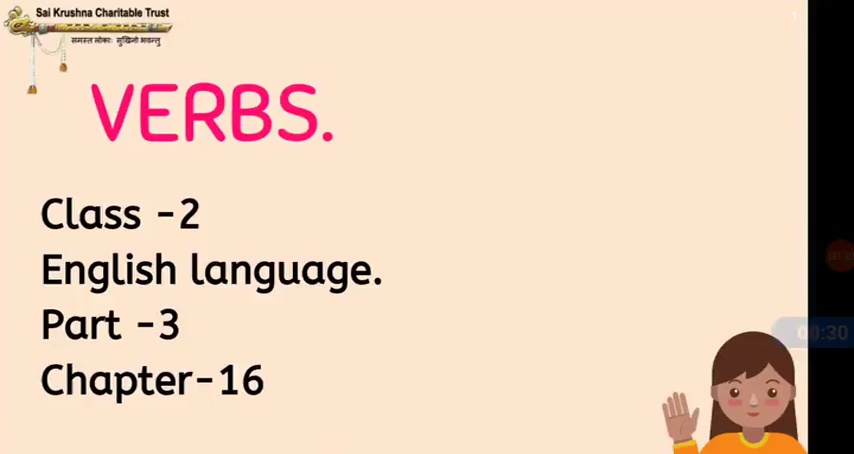 Sai Krushna Charitable Trust
समस्त लोकाः सुखिनो भवन्तु
VERBS.
Class -2
English language.
Part -3
Chapter-16
00:30